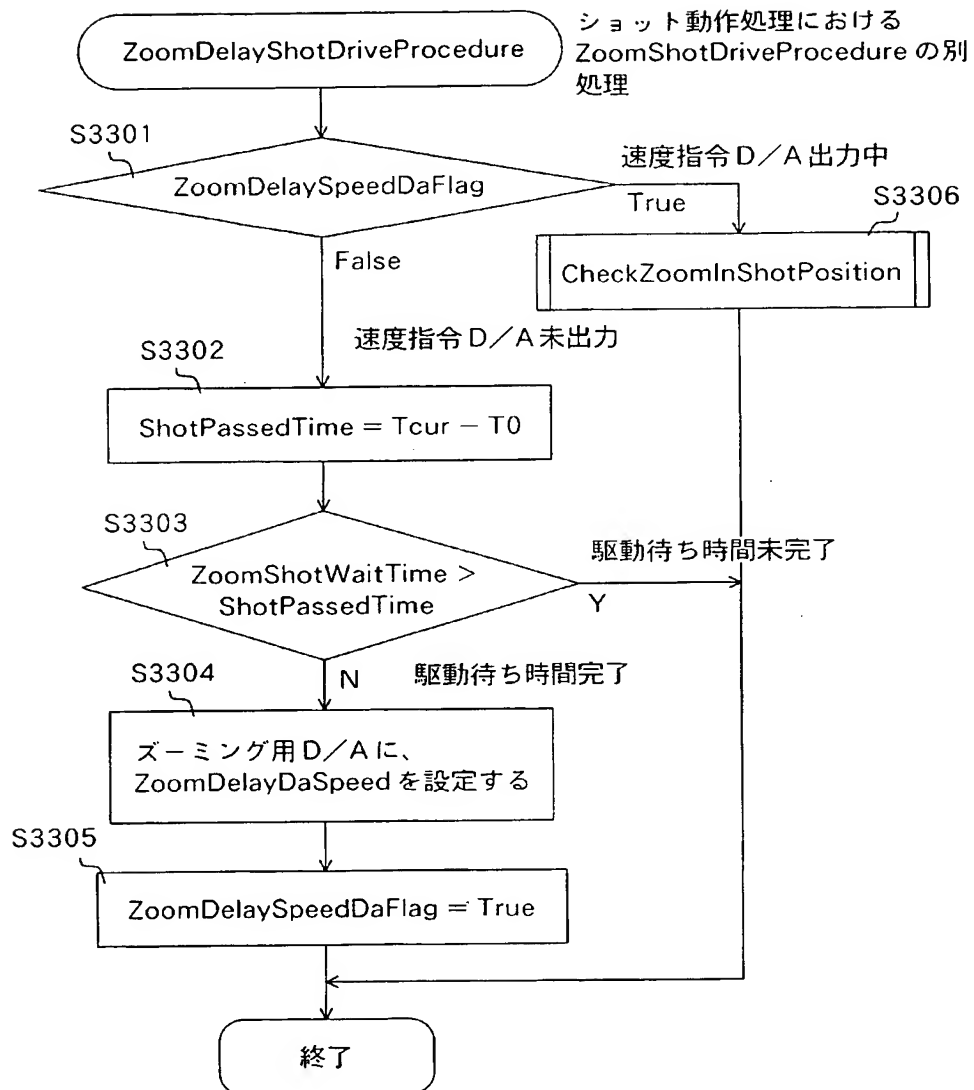 ZoomDelayShotDriveProcedure
ショット動作処理における
ZoomShotDriveProcedure の別
処理
S3301
ZoomDelaySpeedDaFlag
速度指令 D／A 出力中
True
S3306
CheckZoomInShotPosition
False
速度指令 D／A 未出力
S3302
ShotPassedTime = Tcur − T0
S3303
ZoomShotWaitTime >
ShotPassedTime
駆動待ち時間未完了
Y
N
駆動待ち時間完了
S3304
ズーミング用 D／A に、
ZoomDelayDaSpeed を設定する
S3305
ZoomDelaySpeedDaFlag = True
終了